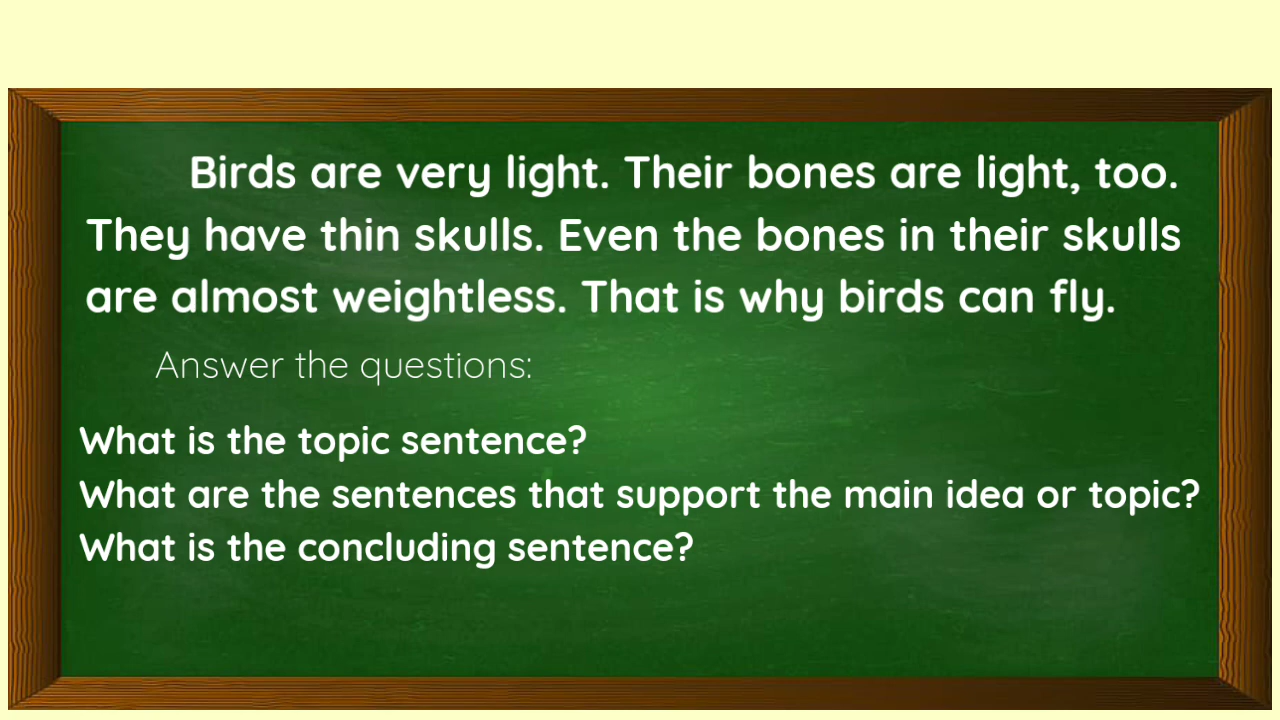 Birds are very light. Their bones are light, too.
They have thin skulls. Even the bones in their skulls
are almost weightless. That is why birds can fly.
Answer the questions:
What is the topic sentence?
What are the sentences that support the main idea or topic?
What is the concluding sentence?